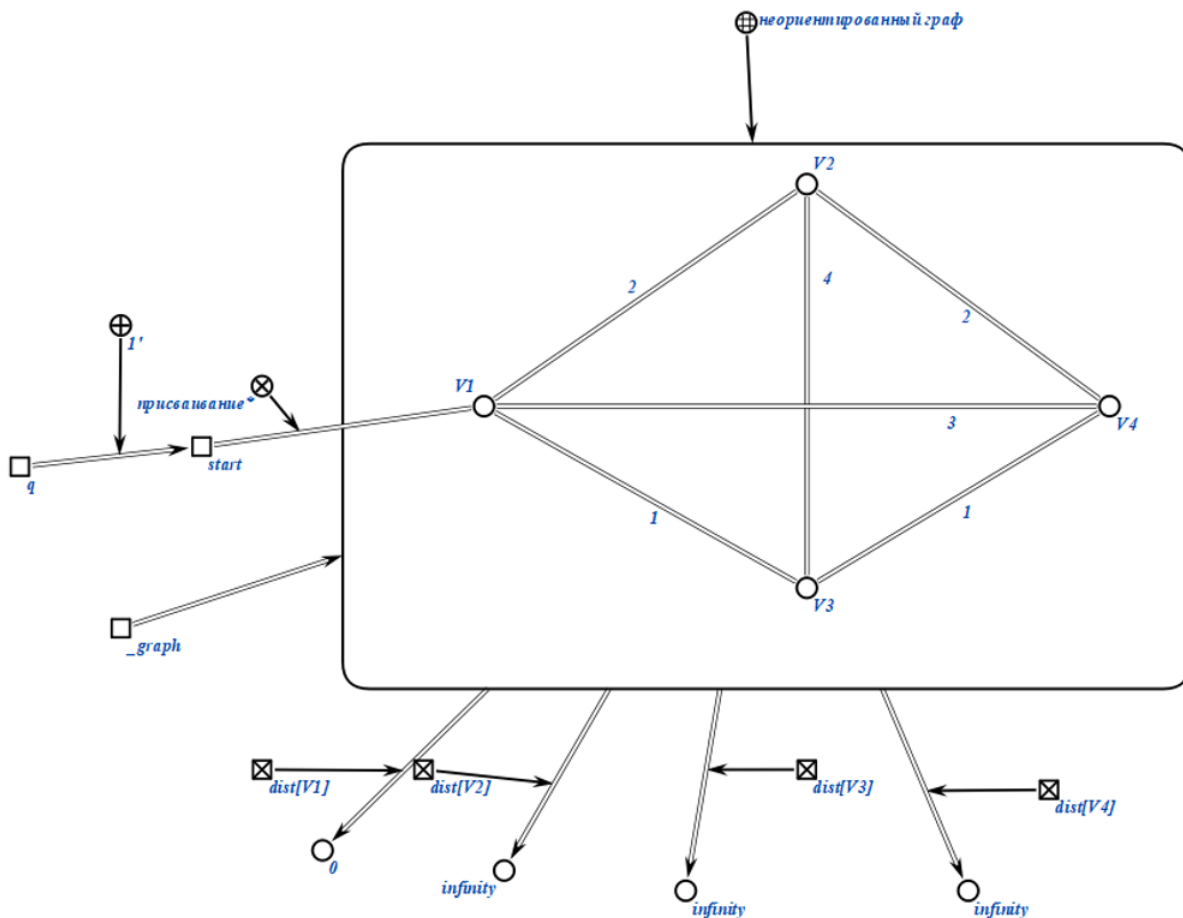 неориентированный граф
V2
2
4
2
1'
присваивание*
V1
3
V4
start
q
1
1
V3
_graph
dist[V1]
dist[V2]
dist[V3]
dist[V4]
0
infinity
infinity
infinity